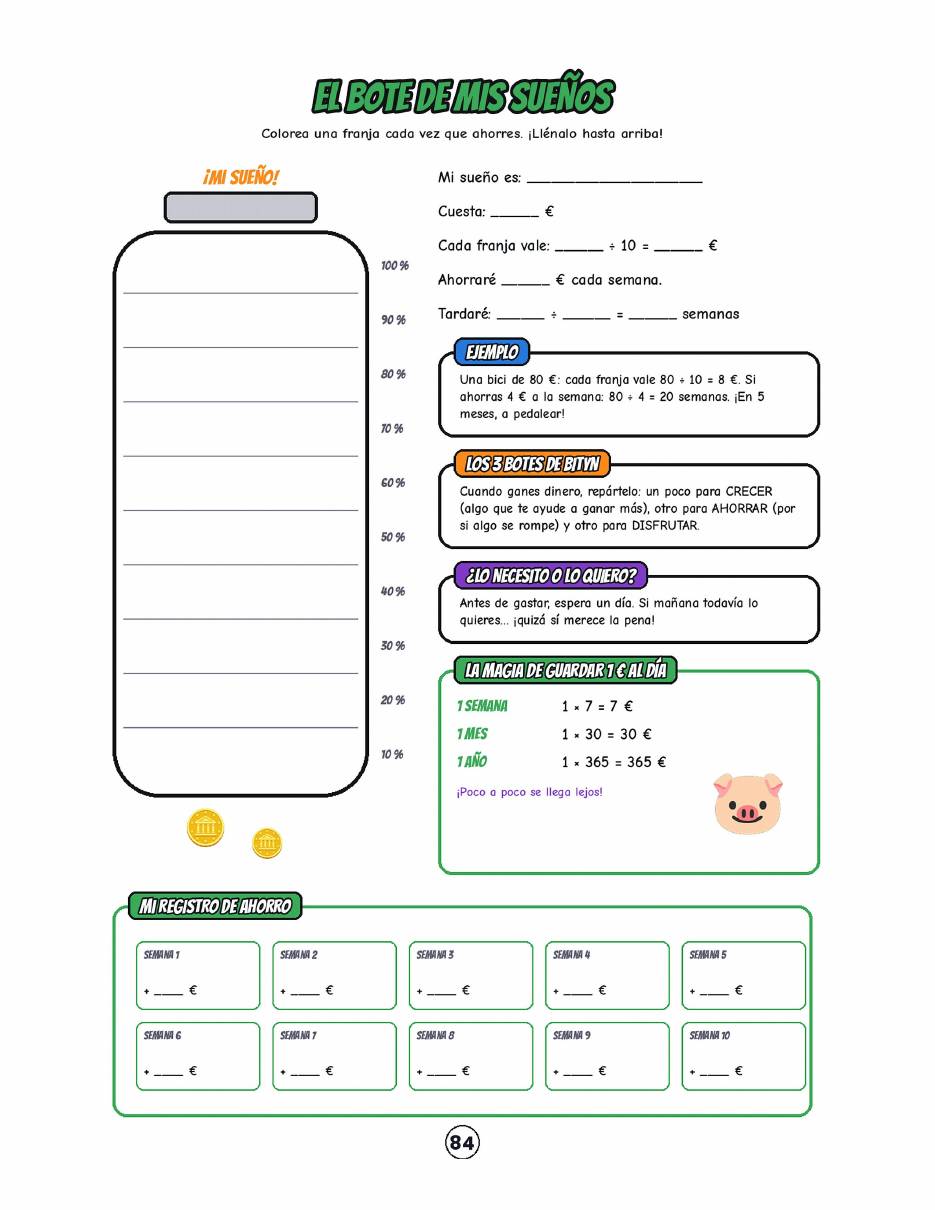 EL BOTE DE MIS SUEÑOS
Colorea una franja cada vez que ahorres. ¡Llénalo hasta arriba!
¡MI SUEÑO!
100 %
90 %
80 %
70 %
60 %
50 %
40 %
30 %
20 %
10 %
Mi sueño es: ______________________
Cuesta: ______ €
Cada franja vale: ______ ÷ 10 = ______ €
Ahorraré ______ € cada semana.
Tardaré: ______ ÷ ______ = ______ semanas
EJEMPLO
Una bici de 80 €: cada franja vale 80 ÷ 10 = 8 €. Si
ahorras 4 € a la semana: 80 ÷ 4 = 20 semanas. ¡En 5
meses, a pedalear!
LOS 3 BOTES DE BITYN
Cuando ganes dinero, repártelo: un poco para CRECER
(algo que te ayude a ganar más), otro para AHORRAR (por
si algo se rompe) y otro para DISFRUTAR.
¿LO NECESITO O LO QUIERO?
Antes de gastar, espera un día. Si mañana todavía lo
quieres... ¡quizá sí merece la pena!
LA MAGIA DE GUARDAR 1 € AL DÍA
1 SEMANA 1 × 7 = 7 €
1 MES 1 × 30 = 30 €
1 AÑO 1 × 365 = 365 €
¡Poco a poco se llega lejos!
MI REGISTRO DE AHORRO
SEMANA 1 SEMANA 2 SEMANA 3 SEMANA 4 SEMANA 5
+ ____ € + ____ € + ____ € + ____ € + ____ €
SEMANA 6 SEMANA 7 SEMANA 8 SEMANA 9 SEMANA 10
+ ____ € + ____ € + ____ € + ____ € + ____ €
84